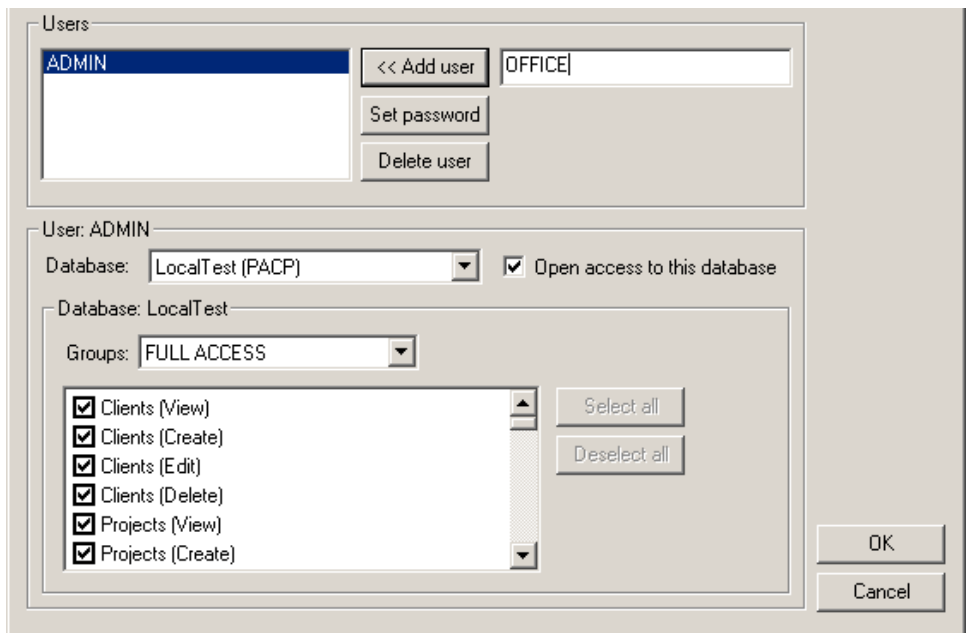 Users
ADMIN
<< Add user
OFFICE
Set password
Delete user
User: ADMIN
Database: LocalTest (PACP)
Open access to this database
Database: LocalTest
Groups: FULL ACCESS
Clients (View)
Select all
Clients (Create)
Clients (Edit)
Deselect all
Clients (Delete)
Projects (View)
Projects (Create)
OK
Cancel